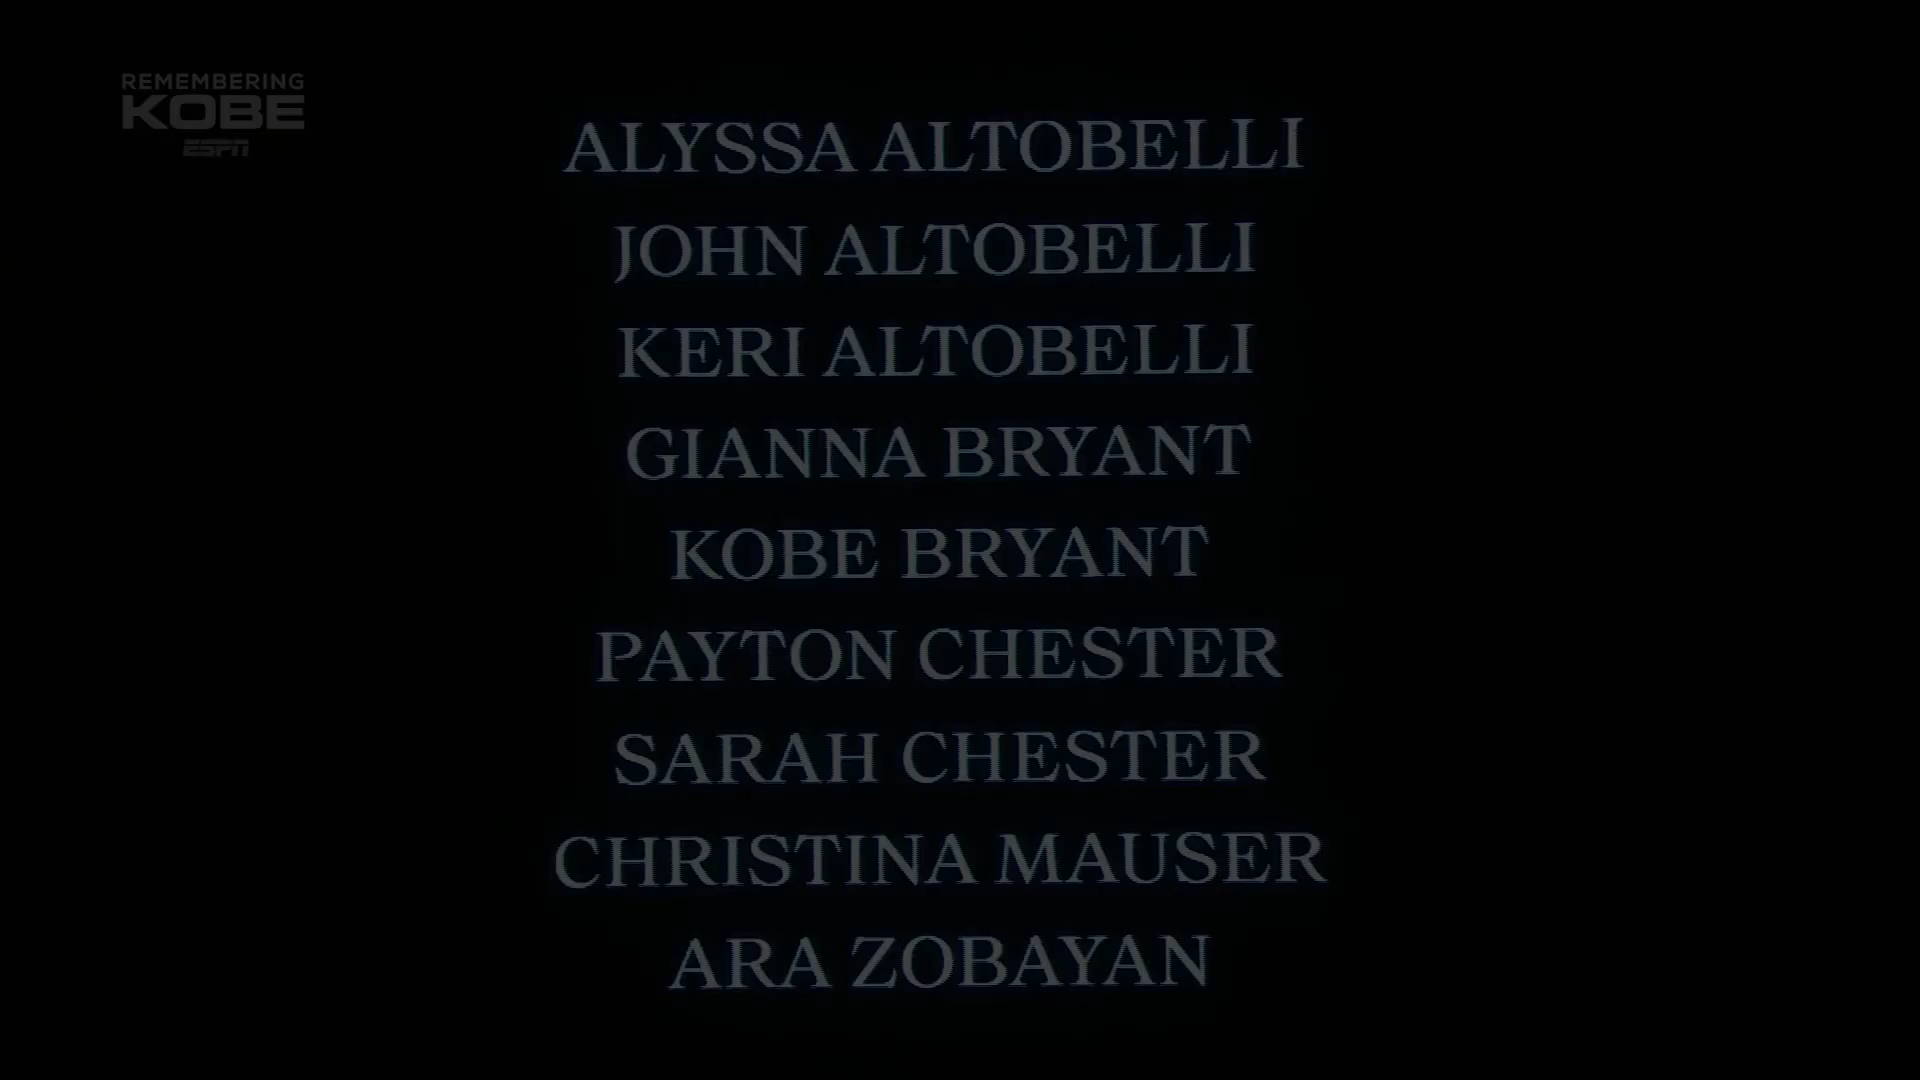 REMEMBERING
KOBE
ESPN
ALYSSA ALTOBELLI
JOHN ALTOBELLI
KERI ALTOBELLI
GIANNA BRYANT
KOBE BRYANT
PAYTON CHESTER
SARAH CHESTER
CHRISTINA MAUSER
ARA ZOBAYAN